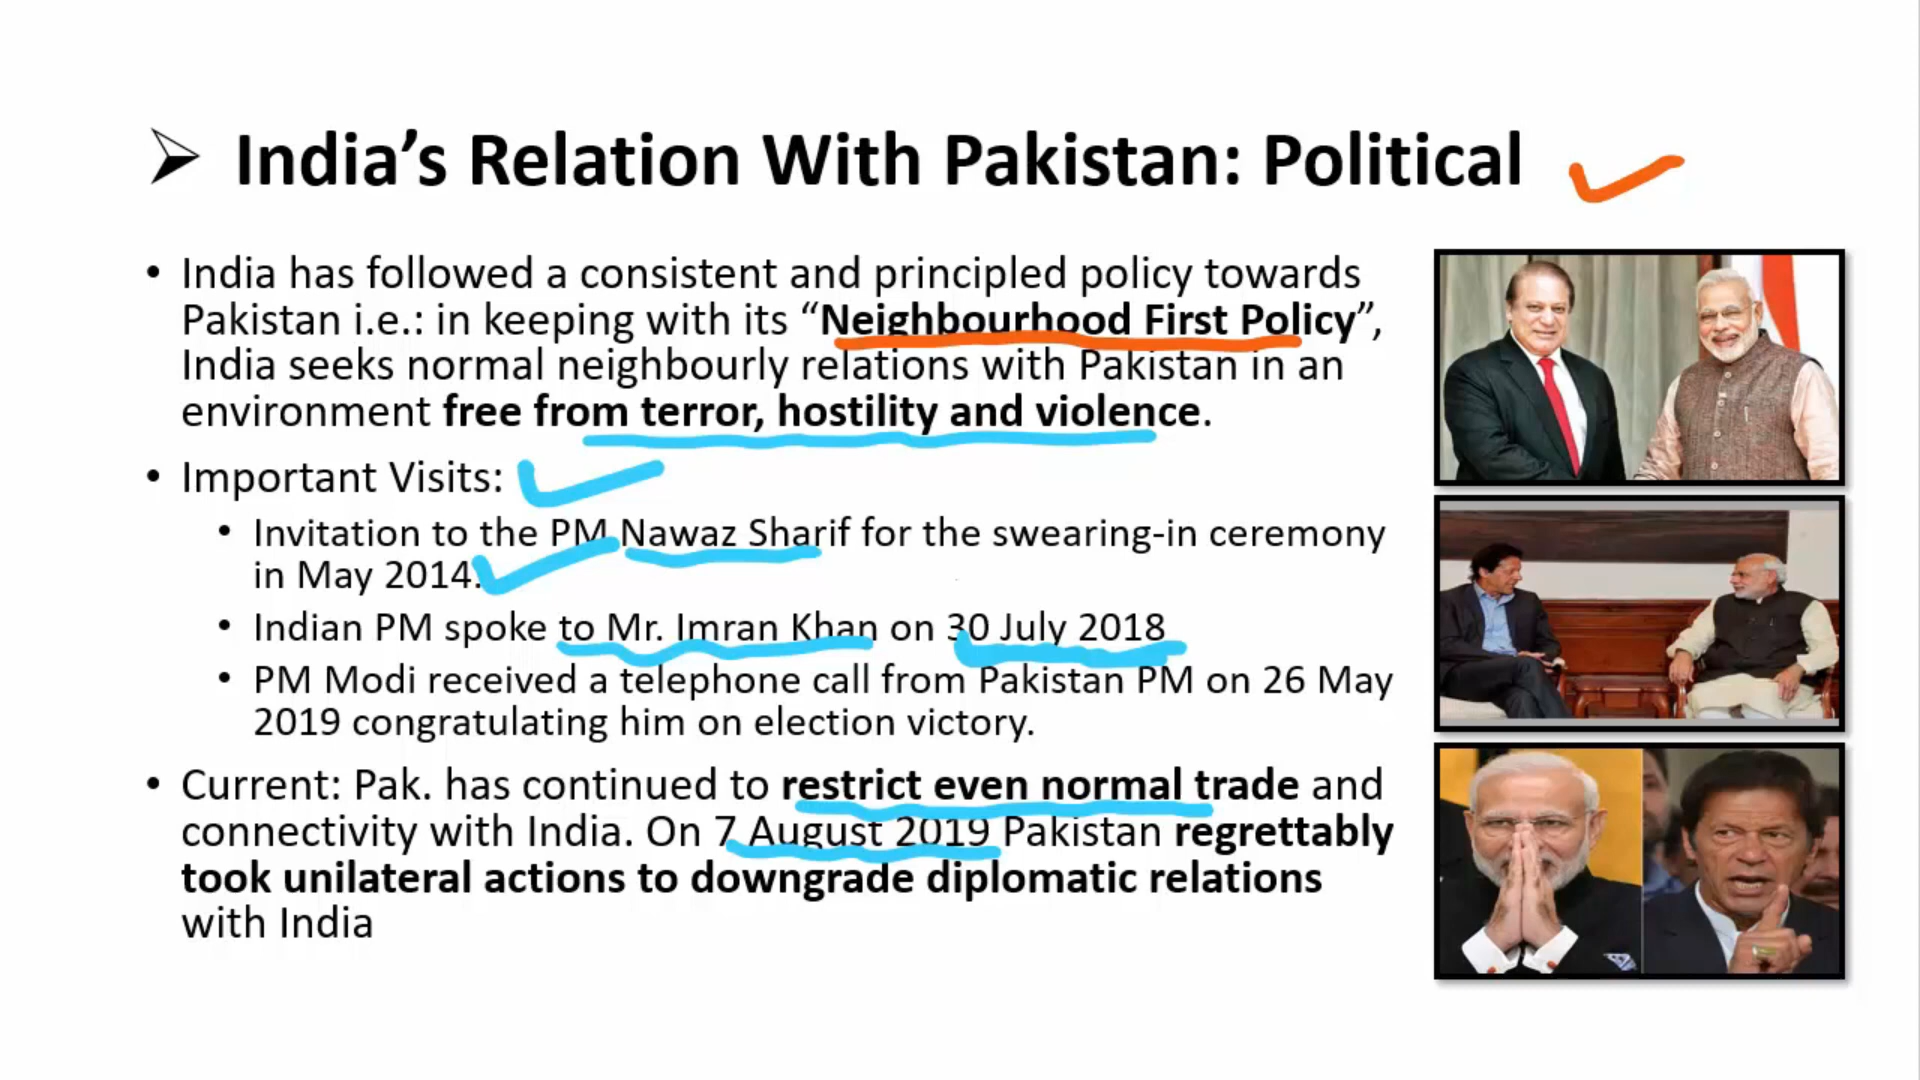 India’s Relation With Pakistan: Political
• India has followed a consistent and principled policy towards
Pakistan i.e.: in keeping with its “Neighbourhood First Policy”,
India seeks normal neighbourly relations with Pakistan in an
environment free from terror, hostility and violence.
• Important Visits:
• Invitation to the PM Nawaz Sharif for the swearing-in ceremony
in May 2014.
• Indian PM spoke to Mr. Imran Khan on 30 July 2018
• PM Modi received a telephone call from Pakistan PM on 26 May
2019 congratulating him on election victory.
• Current: Pak. has continued to restrict even normal trade and
connectivity with India. On 7 August 2019 Pakistan regrettably
took unilateral actions to downgrade diplomatic relations
with India